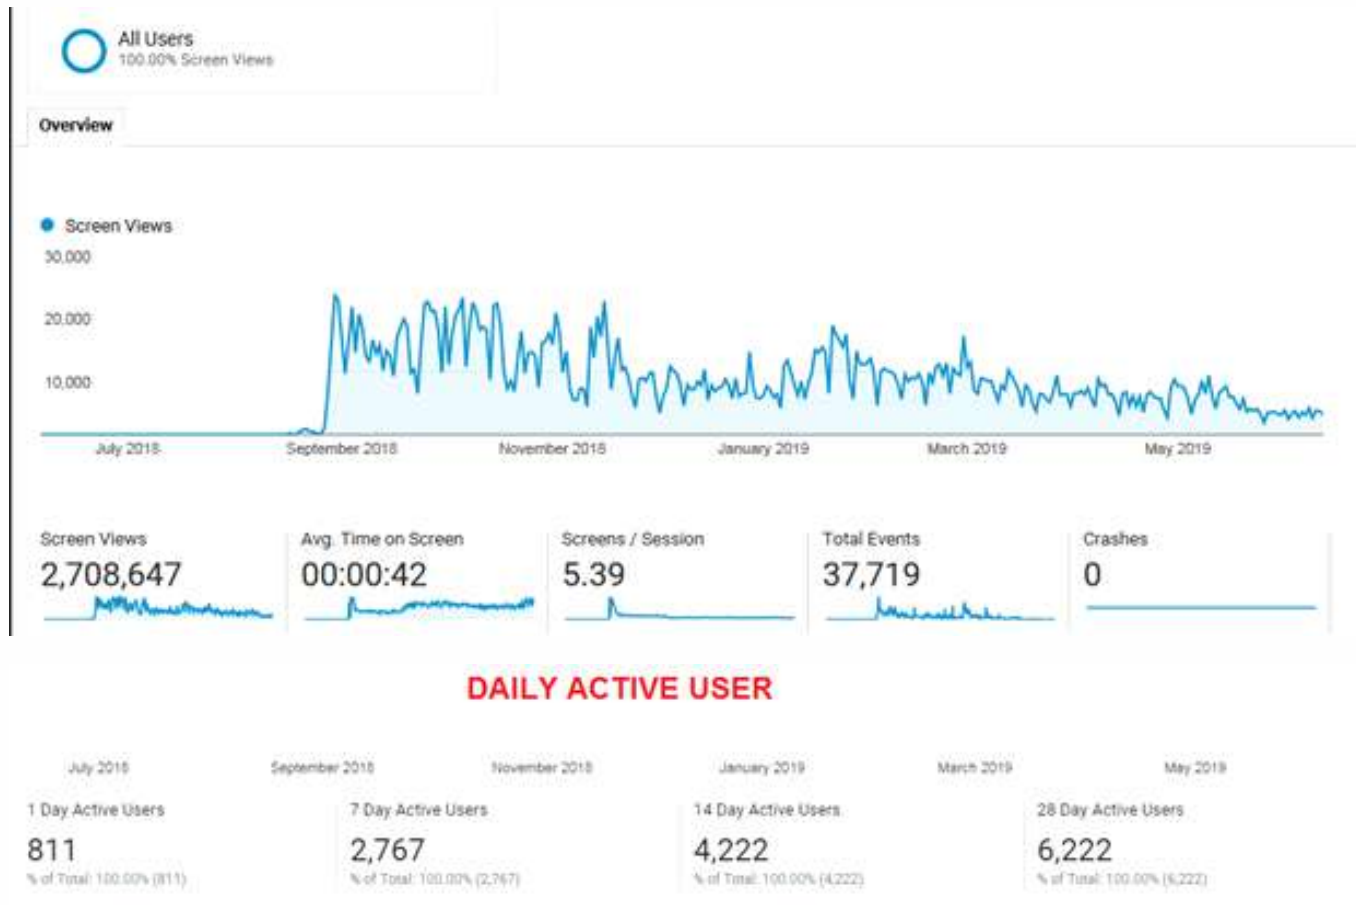 All Users
100.00% Screen Views
Overview
Screen Views
30,000
20,000
10,000
July 2018 September 2018 November 2018 January 2019 March 2019 May 2019
Screen Views Avg. Time on Screen Screens / Session Total Events Crashes
2,708,647 00:00:42 5.39 37,719 0
DAILY ACTIVE USER
July 2018 September 2018 November 2018 January 2019 March 2019 May 2019
1 Day Active Users 7 Day Active Users 14 Day Active Users 28 Day Active Users
811 2,767 4,222 6,222
% of Total: 100.00% (811) % of Total: 100.00% (2,767) % of Total: 100.00% (4,222) % of Total: 100.00% (6,222)